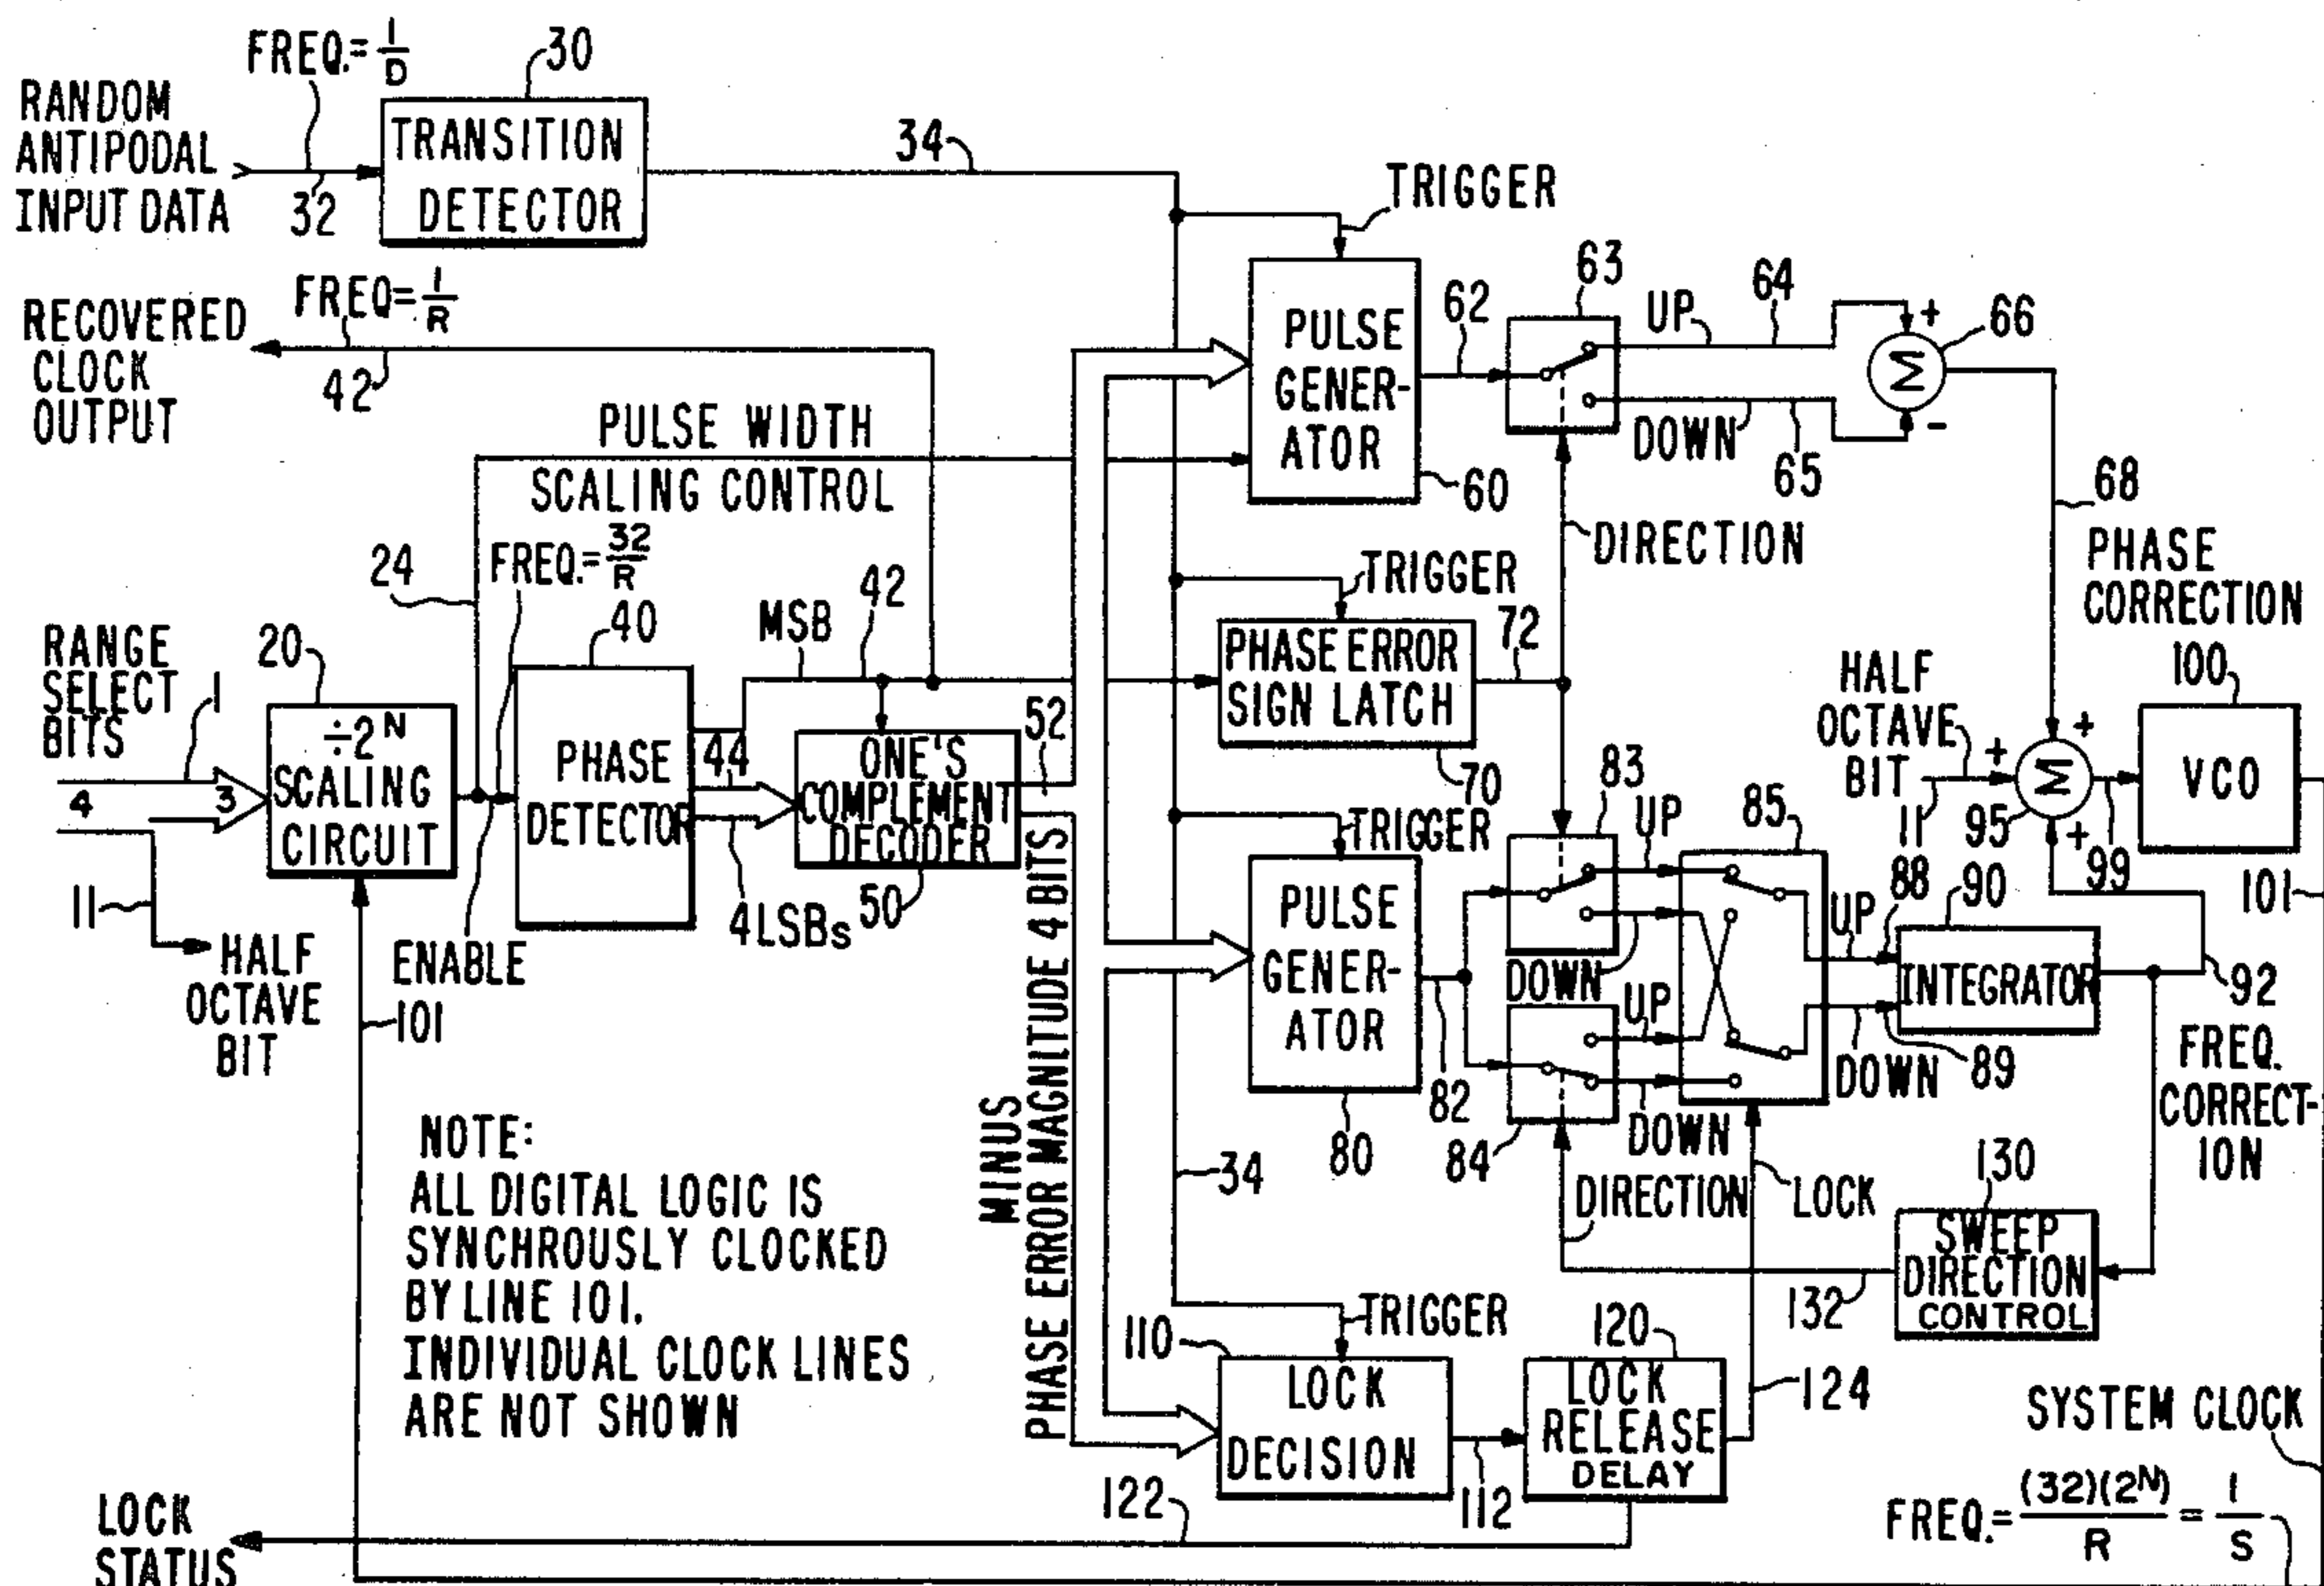 FREQ.= 1/D
30
RANDOM
ANTIPODAL
INPUT DATA
32
TRANSITION
DETECTOR
34
TRIGGER
RECOVERED
CLOCK
OUTPUT
FREQ= 1/R
42
PULSE WIDTH
SCALING CONTROL
PULSE
GENER-
ATOR
60
62
63
UP
64
DOWN
65
+
-
Σ
66
68
PHASE
CORRECTION
DIRECTION
24
FREQ.= 32/R
40
MSB
42
TRIGGER
PHASE ERROR
SIGN LATCH
70
72
RANGE
SELECT
BITS
1
4
3
20
÷2^N
SCALING
CIRCUIT
PHASE
DETECTOR
44
ONE'S
COMPLEMENT
DECODER
50
52
4LSBs
11
HALF
OCTAVE
BIT
ENABLE
101
HALF
OCTAVE
BIT
11
+
+
+
Σ
95
99
100
VCO
101
TRIGGER
PULSE
GENER-
ATOR
80
82
83
UP
DOWN
84
UP
DOWN
85
UP
88
90
INTEGRATOR
DOWN
89
92
FREQ.
CORRECT-
ION
DIRECTION
LOCK
130
SWEEP
DIRECTION
CONTROL
132
MINUS
PHASE ERROR MAGNITUDE 4 BITS
34
NOTE:
ALL DIGITAL LOGIC IS
SYNCHROUSLY CLOCKED
BY LINE 101.
INDIVIDUAL CLOCK LINES
ARE NOT SHOWN
TRIGGER
110
LOCK
DECISION
112
120
LOCK
RELEASE
DELAY
124
122
LOCK
STATUS
SYSTEM CLOCK
FREQ.= (32)(2^N)/R = 1/S